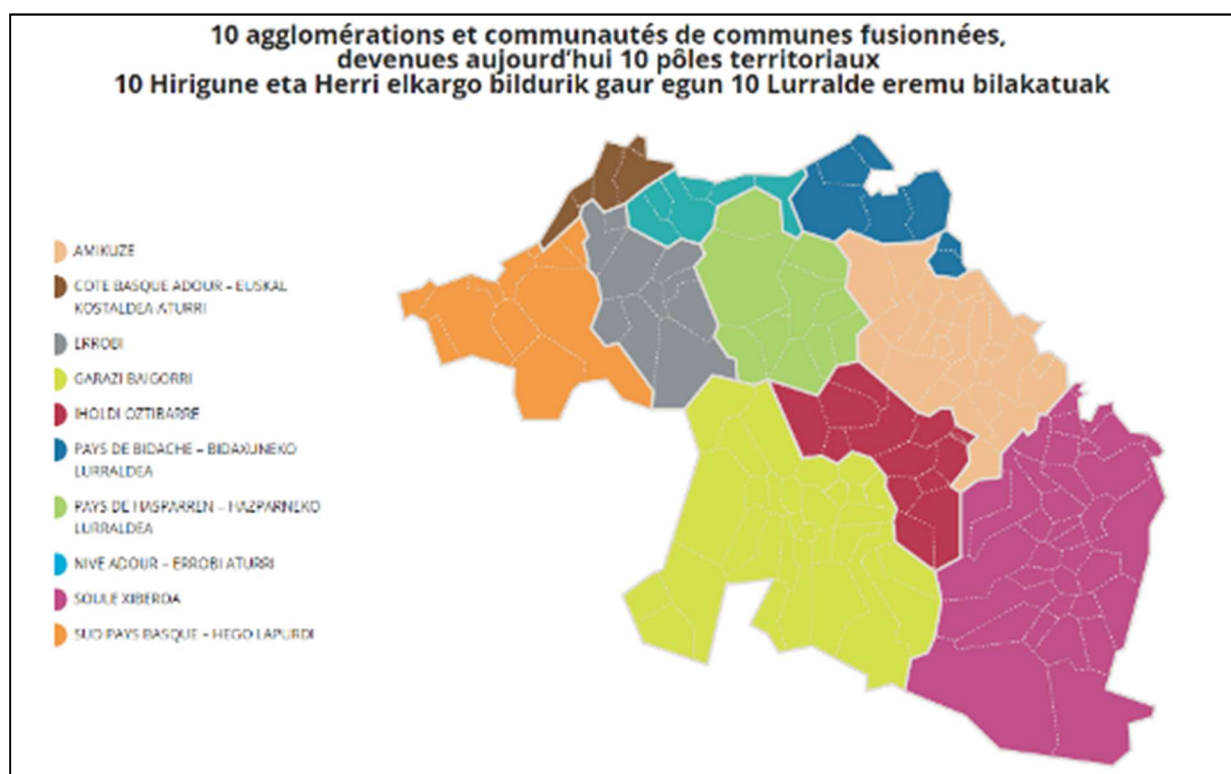 10 agglomérations et communautés de communes fusionnées,
devenues aujourd'hui 10 pôles territoriaux
10 Hirigune eta Herri elkargo bildurik gaur egun 10 Lurralde eremu bilakatuak
AMIKUZE
COTE BASQUE ADOUR – EUSKAL
KOSTALDEA-ATURRI
ERROBI
GARAZI BAIGORRI
IHOLDI OZTIBARRE
PAYS DE BIDACHE – BIDAXUNEKO
LURRALDEA
PAYS DE HASPARREN – HAZPARNEKO
LURRALDEA
NIVE ADOUR – ERROBI ATURRI
SOULE XIBEROA
SUD PAYS BASQUE – HEGO LAPURDI